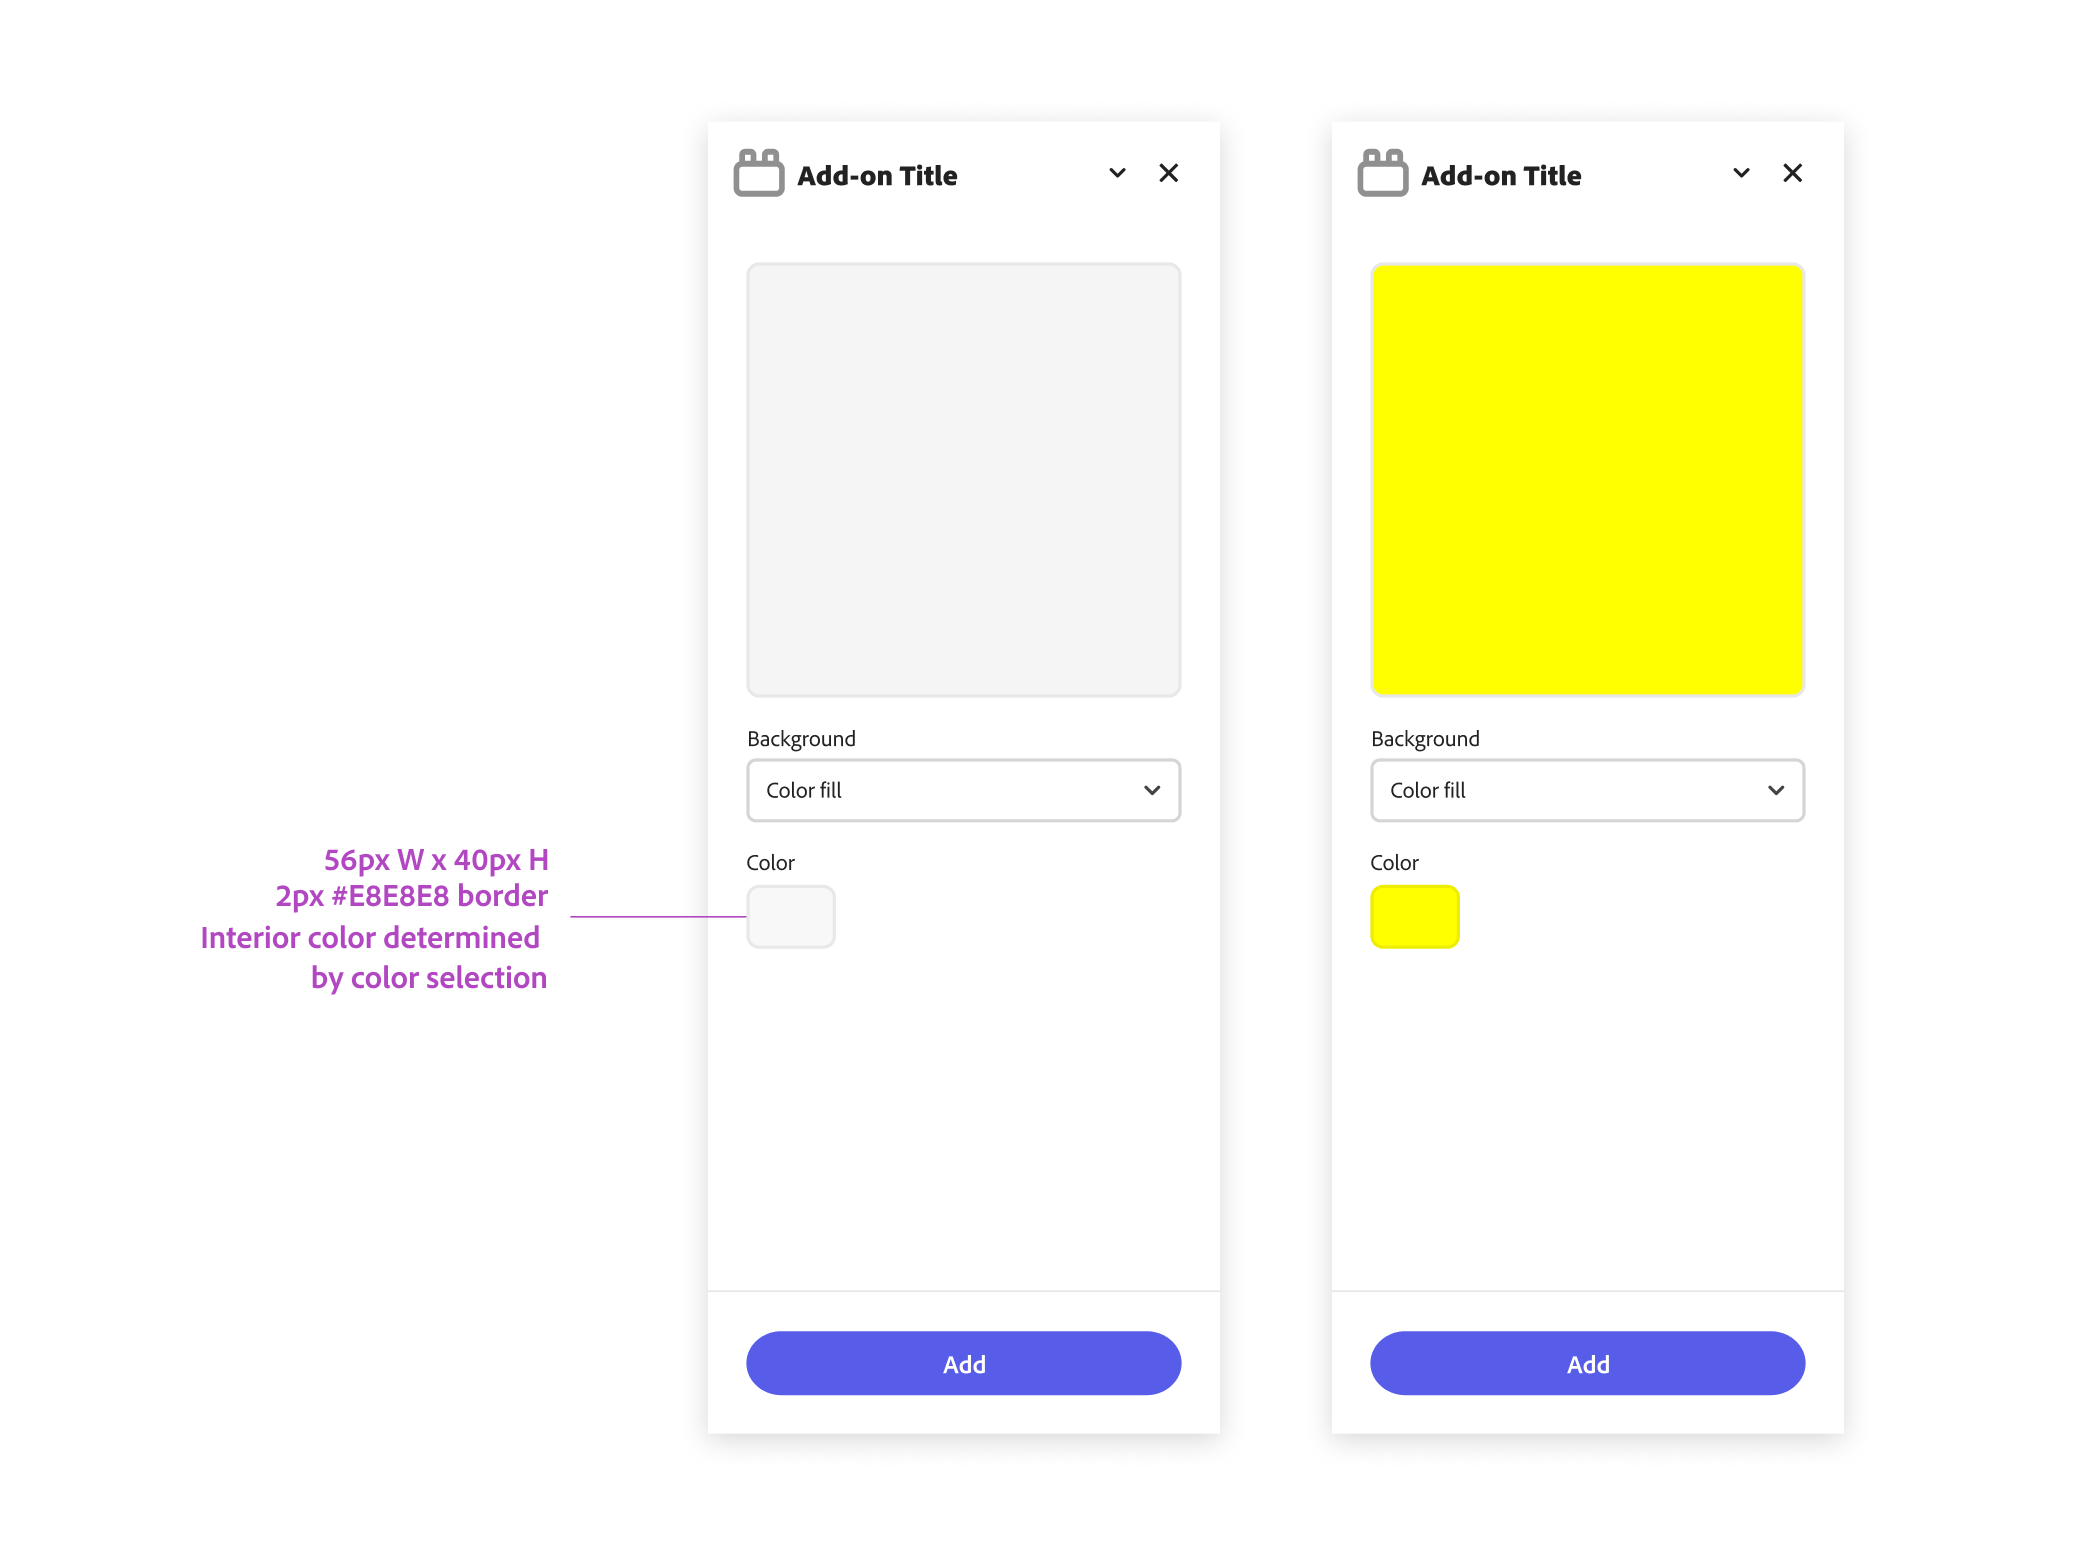 Add-on Title
Background
Color fill
56px W x 40px H
2px #E8E8E8 border
Interior color determined
by color selection
Color
Add
Add-on Title
Background
Color fill
Color
Add